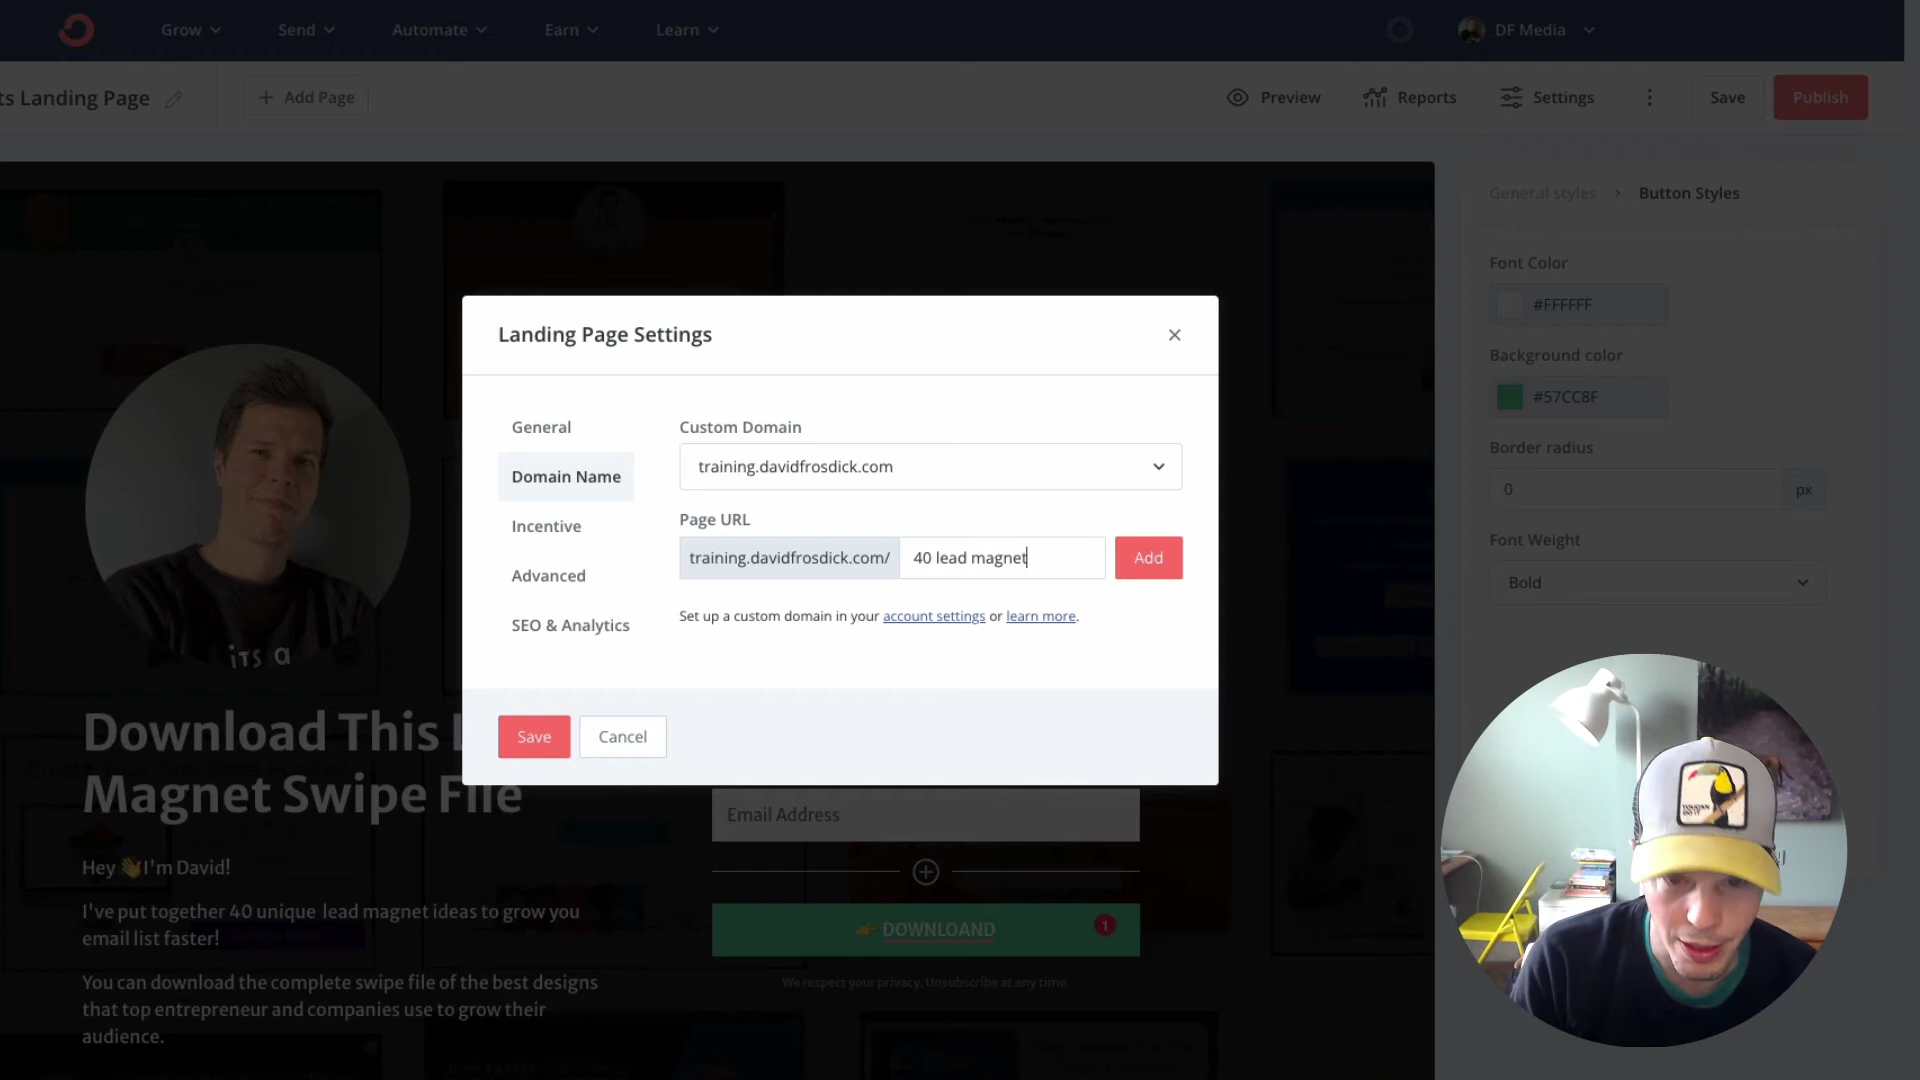 Grow
Send
Automate
Earn
Learn
DF Media
ts Landing Page
Add Page
Preview
Reports
Settings
Save
Publish
General styles
Button Styles
Font Color
#FFFFFF
Background color
#57CC8F
Border radius
0
px
Font Weight
Bold
Landing Page Settings
General
Domain Name
Incentive
Advanced
SEO & Analytics
Custom Domain
training.davidfrosdick.com
Page URL
training.davidfrosdick.com/
40 lead magnet
Add
Set up a custom domain in your account settings or learn more.
Save
Cancel
iTS A
Download This L
Magnet Swipe File
Hey 👋I'm David!
I've put together 40 unique lead magnet ideas to grow you
email list faster!
You can download the complete swipe file of the best designs
that top entrepreneur and companies use to grow their
audience.
Email Address
👉 DOWNLOAND
1
We respect your privacy. Unsubscribe at any time.